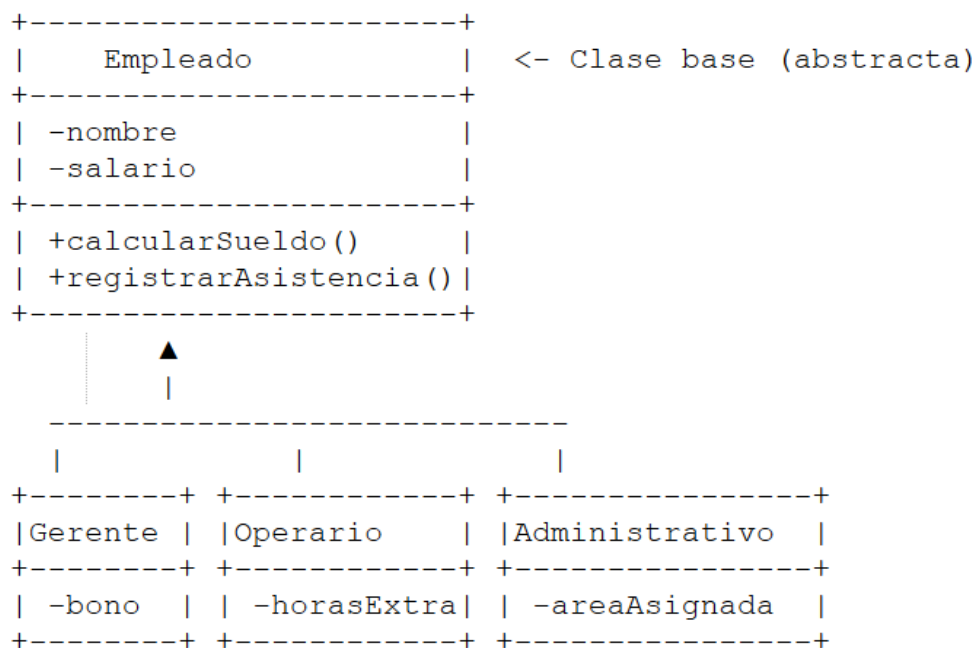 +-----------------------+
|    Empleado           |  <- Clase base (abstracta)
+-----------------------+
| -nombre               |
| -salario              |
+-----------------------+
| +calcularSueldo()     |
| +registrarAsistencia()|
+-----------------------+
        ▲
        |
  ----------------------------
  |            |             |
+--------+ +------------+ +----------------+
|Gerente | |Operario    | |Administrativo  |
+--------+ +------------+ +----------------+
| -bono  | | -horasExtra| | -areaAsignada  |
+--------+ +------------+ +----------------+